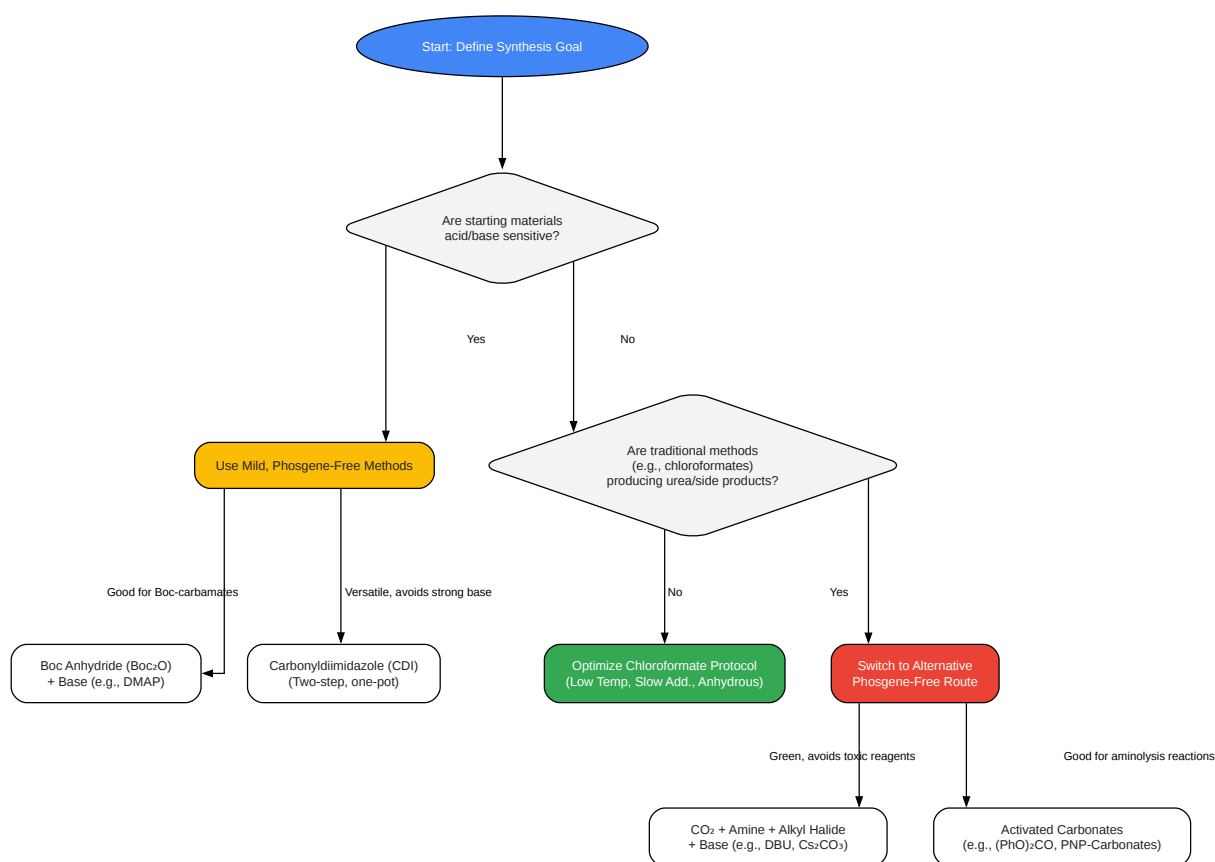 Start: Define Synthesis Goal
Are starting materials
acid/base sensitive?
Yes
No
Use Mild, Phosgene-Free Methods
Are traditional methods
(e.g., chloroformates)
producing urea/side products?
Good for Boc-carbamates
Versatile, avoids strong base
No
Yes
Boc Anhydride (Boc₂O)
+ Base (e.g., DMAP)
Carbonyldiimidazole (CDI)
(Two-step, one-pot)
Optimize Chloroformate Protocol
(Low Temp, Slow Add., Anhydrous)
Switch to Alternative
Phosgene-Free Route
Green, avoids toxic reagents
Good for aminolysis reactions
CO₂ + Amine + Alkyl Halide
+ Base (e.g., DBU, Cs₂CO₃)
Activated Carbonates
(e.g., (PhO)₂CO, PNP-Carbonates)